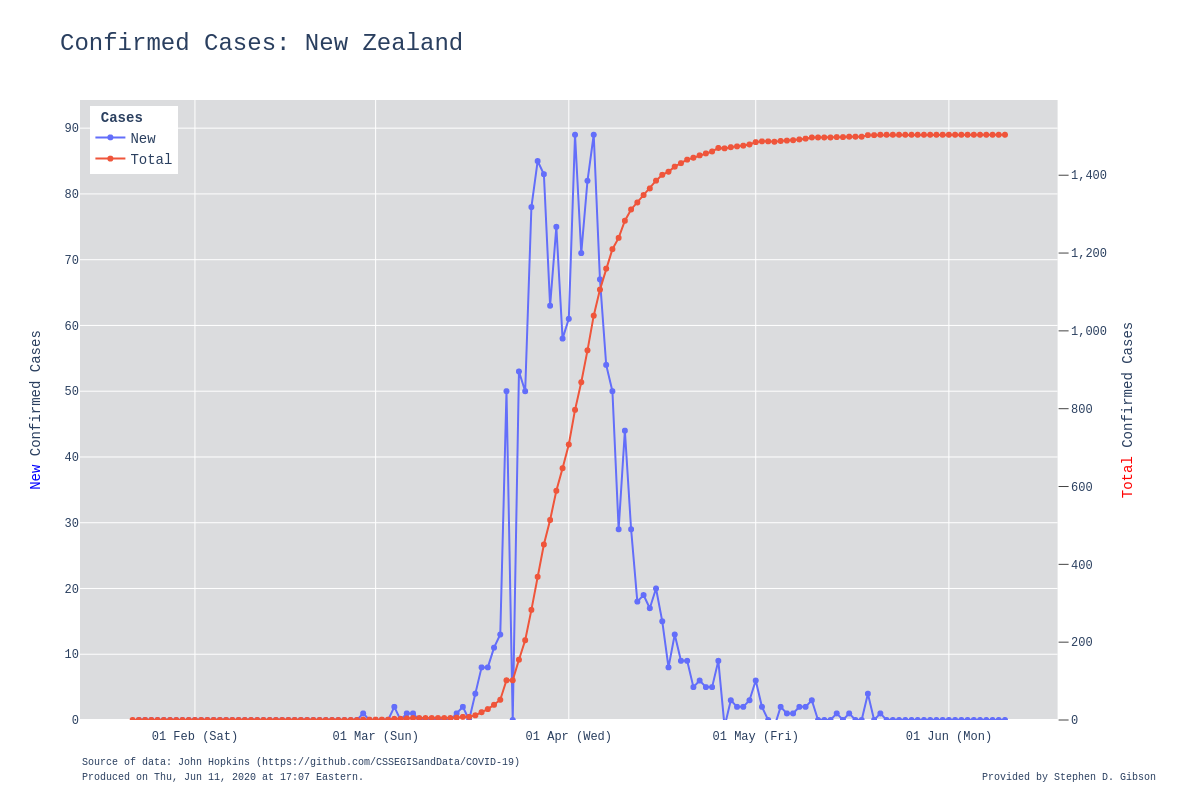 Confirmed Cases: New Zealand
Cases
New
Total
90
80
70
60
50
40
30
20
10
0
New Confirmed Cases
1,400
1,200
1,000
800
600
400
200
0
Total Confirmed Cases
01 Feb (Sat)
01 Mar (Sun)
01 Apr (Wed)
01 May (Fri)
01 Jun (Mon)
Source of data: John Hopkins (https://github.com/CSSEGISandData/COVID-19)
Produced on Thu, Jun 11, 2020 at 17:07 Eastern.
Provided by Stephen D. Gibson